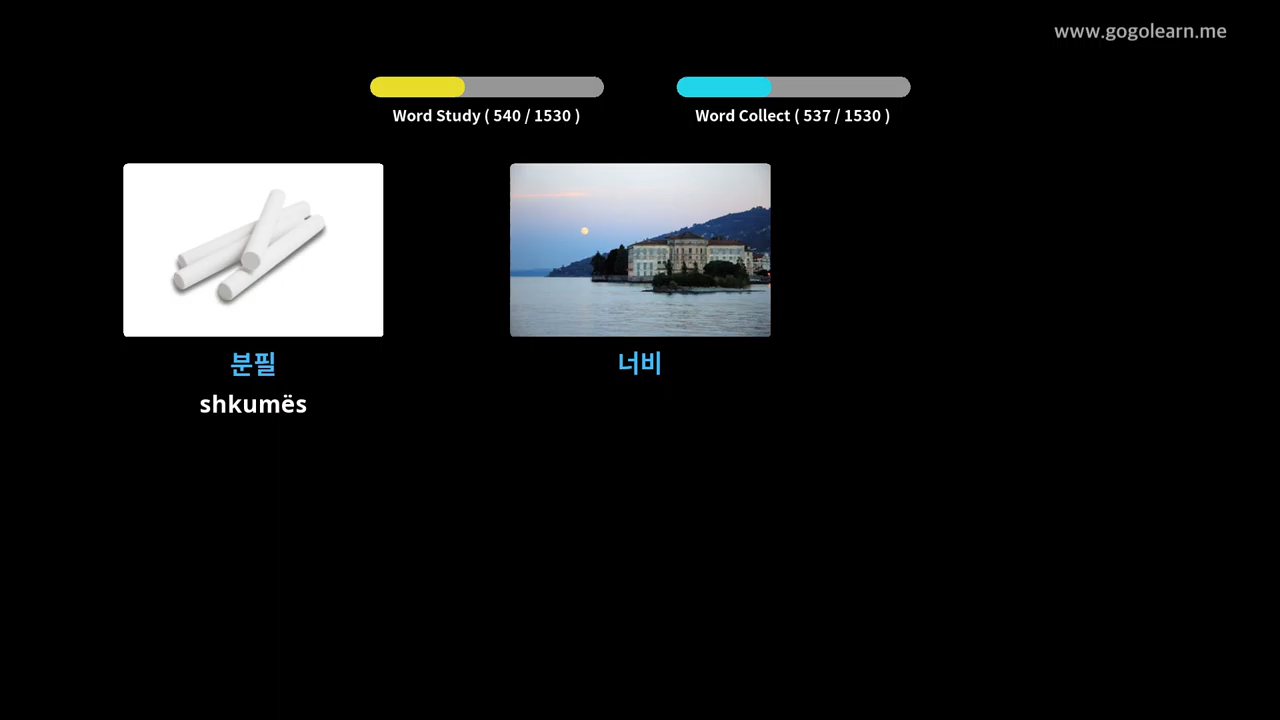 www.gogolearn.me
Word Study ( 540 / 1530 )
Word Collect ( 537 / 1530 )
분필
shkumës
너비